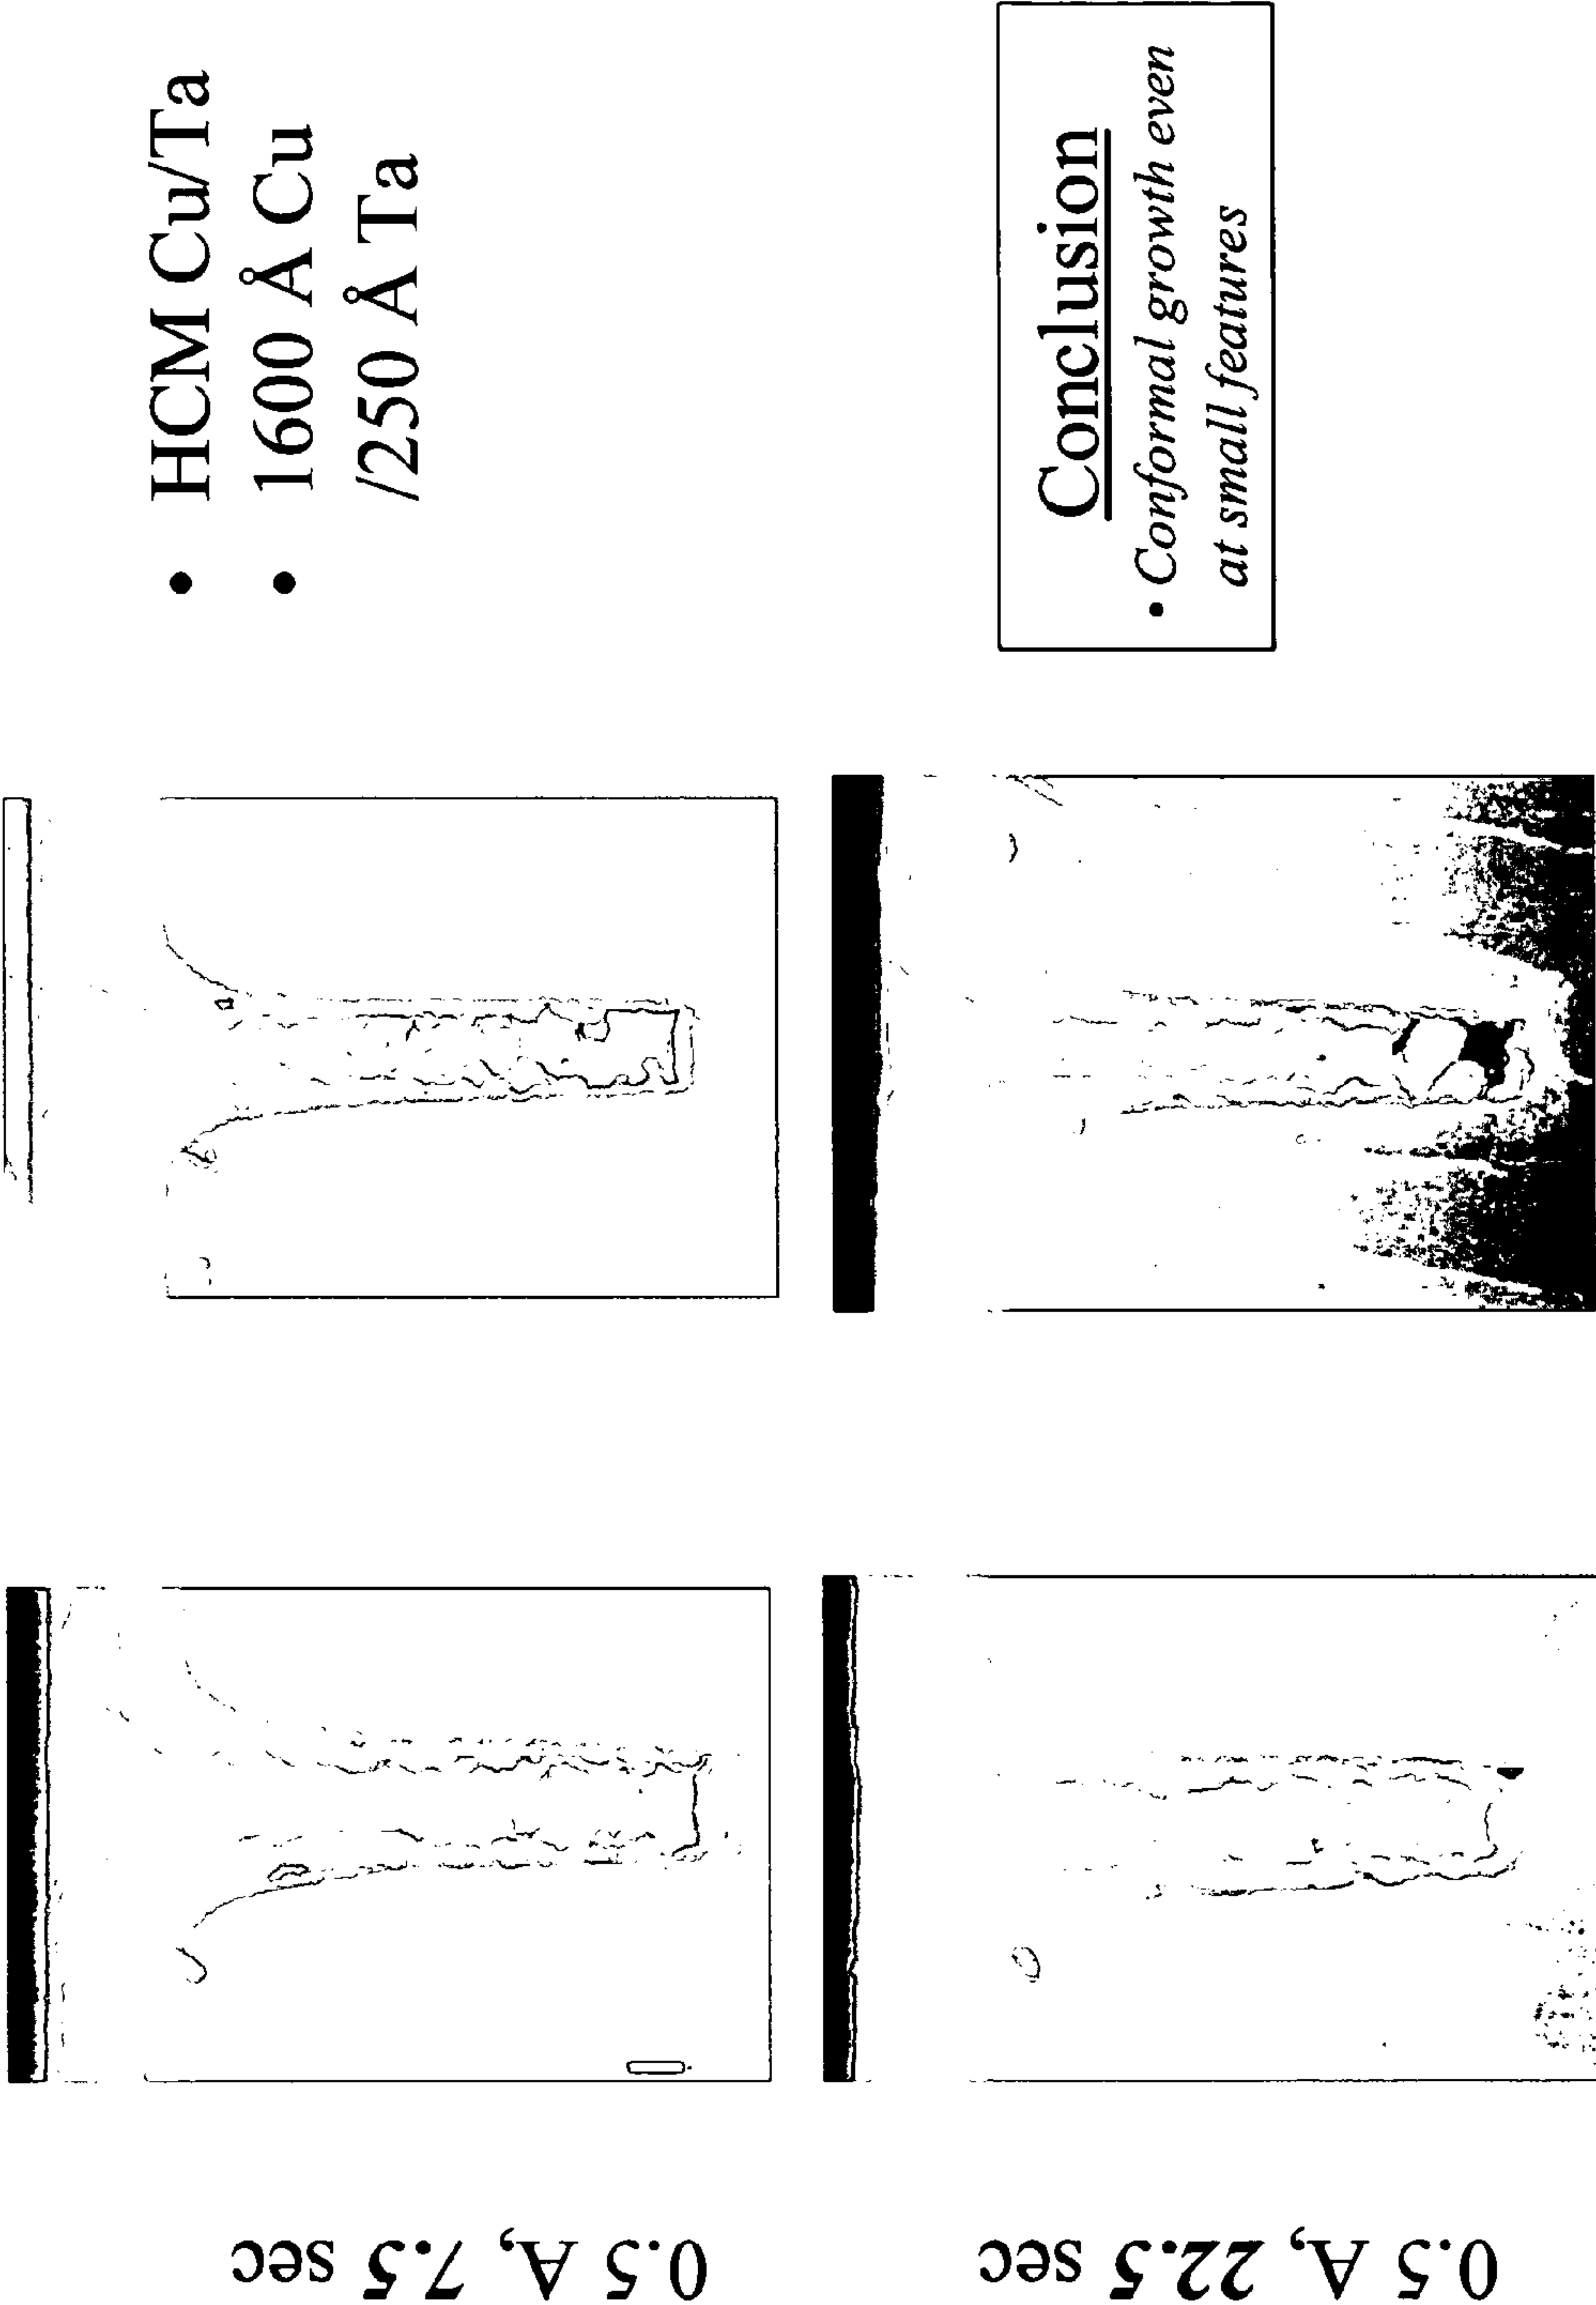 • HCM Cu/Ta
• 1600 Å Cu
/250 Å Ta
Conclusion
• Conformal growth even
at small features
0.5 A, 7.5 sec
0.5 A, 22.5 sec